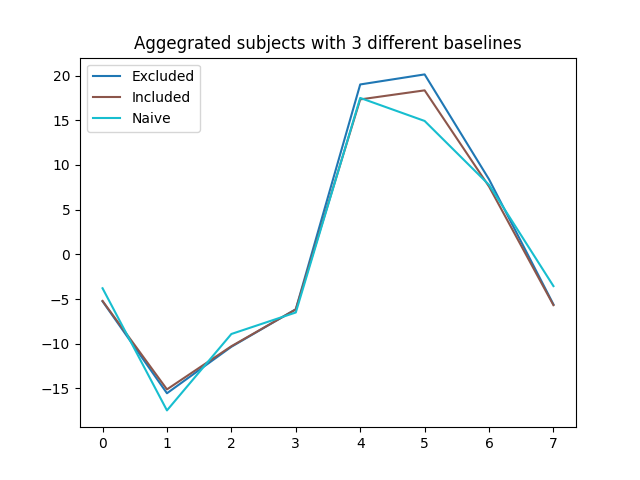 Aggegrated subjects with 3 different baselines
Excluded
Included
Naive
20
15
10
5
0
−5
−10
−15
0 1 2 3 4 5 6 7